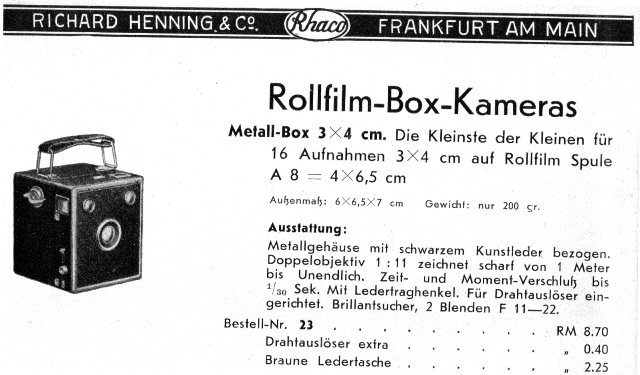 RICHARD HENNING & Co. Rhaco FRANKFURT AM MAIN
Rollfilm-Box-Kameras
Metall-Box 3×4 cm. Die Kleinste der Kleinen für
16 Aufnahmen 3×4 cm auf Rollfilm Spule
A 8 = 4×6,5 cm
Außenmaß: 6×6,5×7 cm Gewicht: nur 200 gr.
Ausstattung:
Metallgehäuse mit schwarzem Kunstleder bezogen.
Doppelobjektiv 1 : 11 zeichnet scharf von 1 Meter
bis Unendlich. Zeit- und Moment-Verschluß bis
1/30 Sek. Mit Ledertraghenkel. Für Drahtauslöser ein-
gerichtet. Brillantsucher, 2 Blenden F 11—22.
Bestell-Nr. 23 . . . . . . . . . RM 8.70
Drahtauslöser extra . . . . . . „ 0.40
Braune Ledertasche . . . . . . „ 2.25